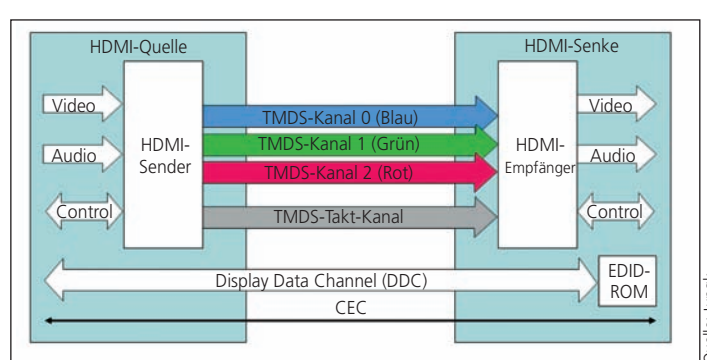 HDMI-Quelle
HDMI-Senke
Video
Audio
Control
HDMI-
Sender
TMDS-Kanal 0 (Blau)
TMDS-Kanal 1 (Grün)
TMDS-Kanal 2 (Rot)
TMDS-Takt-Kanal
HDMI-
Empfänger
Video
Audio
Control
Display Data Channel (DDC)
EDID-
ROM
CEC